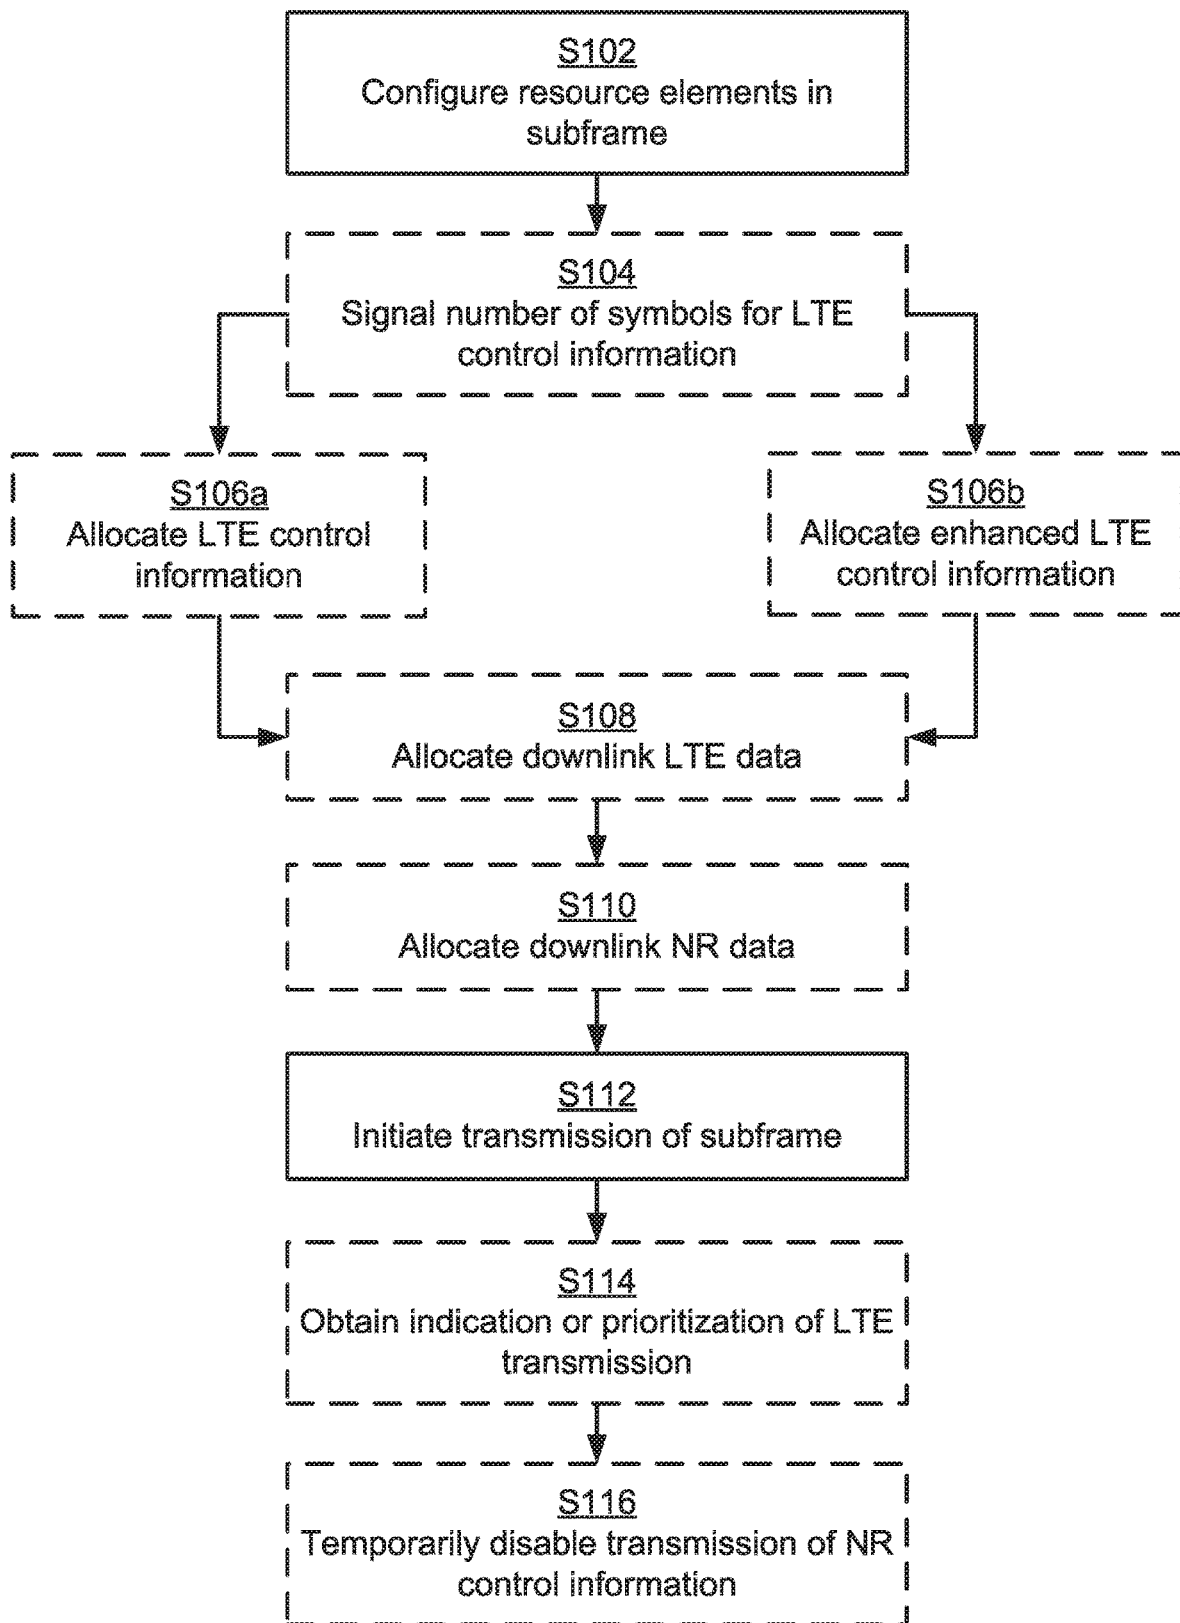 S102
Configure resource elements in
subframe
S104
Signal number of symbols for LTE
control information
S106a
Allocate LTE control
information
S106b
Allocate enhanced LTE
control information
S108
Allocate downlink LTE data
S110
Allocate downlink NR data
S112
Initiate transmission of subframe
S114
Obtain indication or prioritization of LTE
transmission
S116
Temporarily disable transmission of NR
control information